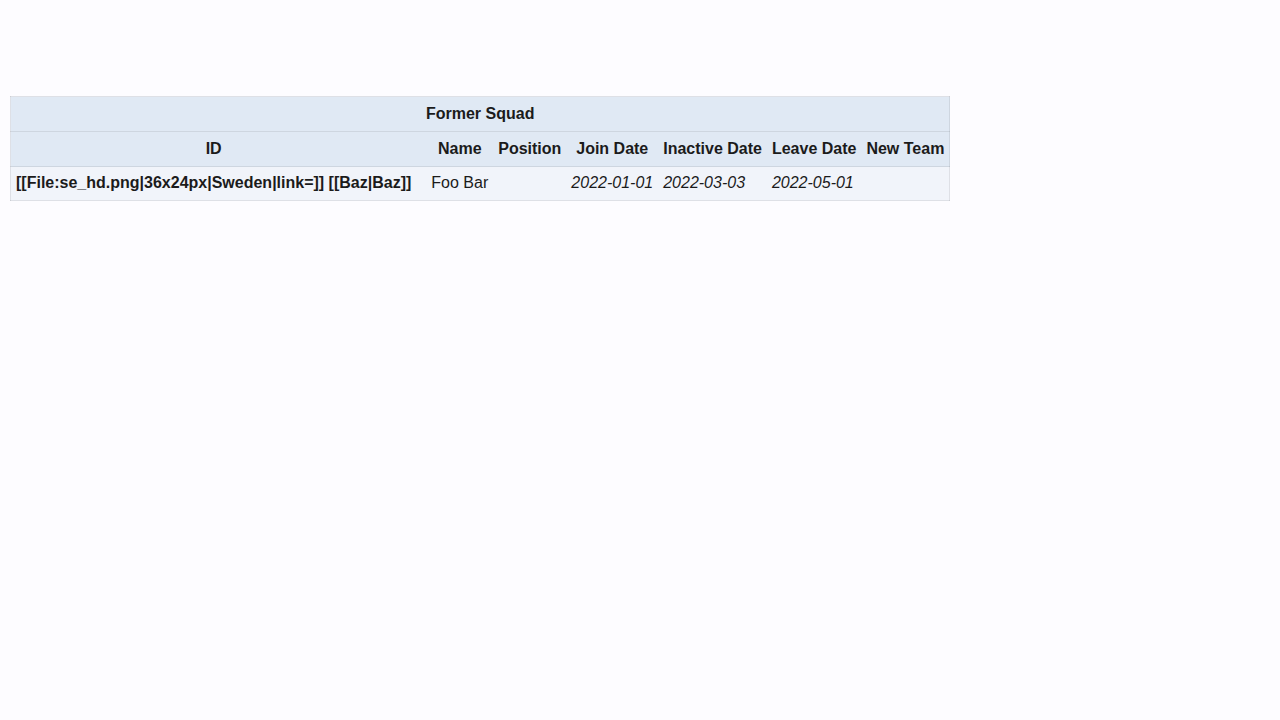 Former Squad
ID Name Position Join Date Inactive Date Leave Date New Team
[[File:se_hd.png|36x24px|Sweden|link=]] [[Baz|Baz]] Foo Bar 2022-01-01 2022-03-03 2022-05-01